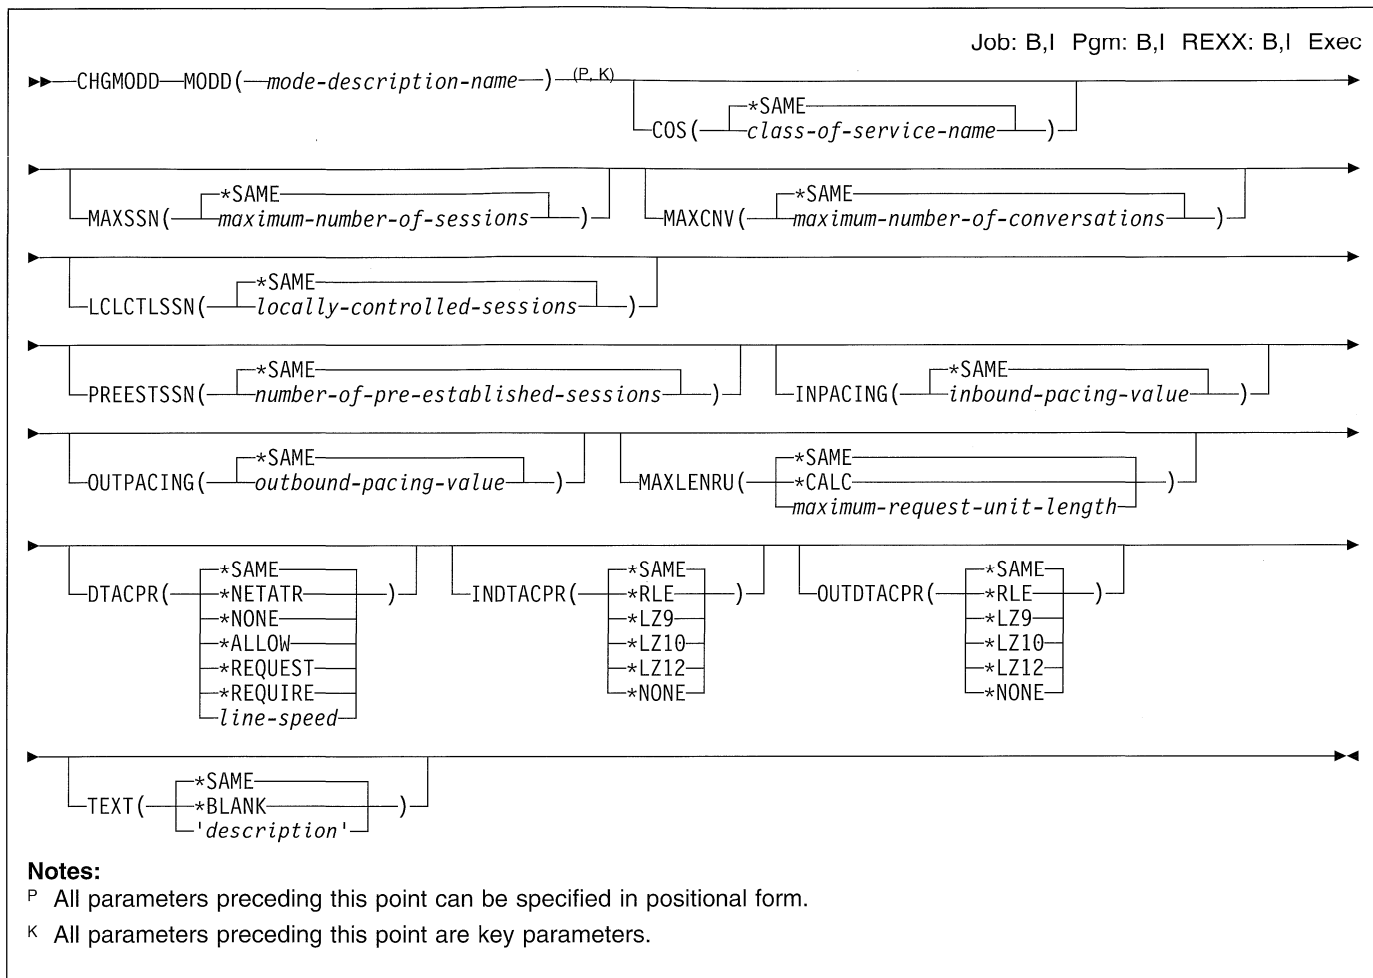 Job: B,I Pgm: B,I REXX: B,I Exec
CHGMODD MODD( mode-description-name ) (P, K)
*SAME
COS( class-of-service-name )
*SAME *SAME
MAXSSN( maximum-number-of-sessions ) MAXCNV( maximum-number-of-conversations )
*SAME
LCLCTLSSN( locally-controlled-sessions )
*SAME *SAME
PREESTSSN( number-of-pre-established-sessions ) INPACING( inbound-pacing-value )
*SAME *SAME
OUTPACING( outbound-pacing-value ) MAXLENRU( *CALC )
maximum-request-unit-length
*SAME *SAME *SAME
DTACPR( *NETATR ) INDTACPR( *RLE ) OUTDTACPR( *RLE )
*NONE *LZ9 *LZ9
*ALLOW *LZ10 *LZ10
*REQUEST *LZ12 *LZ12
*REQUIRE *NONE *NONE
line-speed
*SAME
TEXT( *BLANK )
'description'
Notes:
P All parameters preceding this point can be specified in positional form.
K All parameters preceding this point are key parameters.